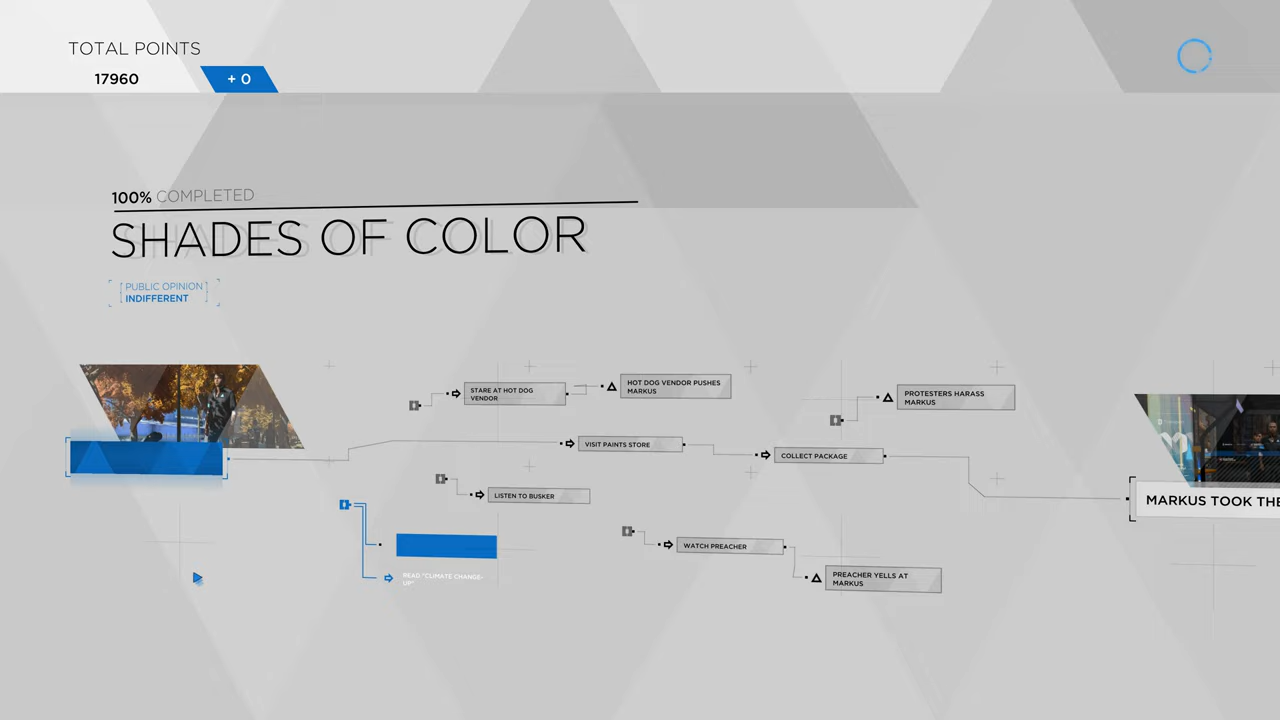 TOTAL POINTS
17960
+ 0
100% COMPLETED
SHADES OF COLOR
PUBLIC OPINION
INDIFFERENT
STARE AT HOT DOG
VENDOR
HOT DOG VENDOR PUSHES
MARKUS
PROTESTERS HARASS
MARKUS
VISIT PAINTS STORE
COLLECT PACKAGE
LISTEN TO BUSKER
MARKUS TOOK THE
WATCH PREACHER
READ "CLIMATE CHANGE-
UP"
PREACHER YELLS AT
MARKUS